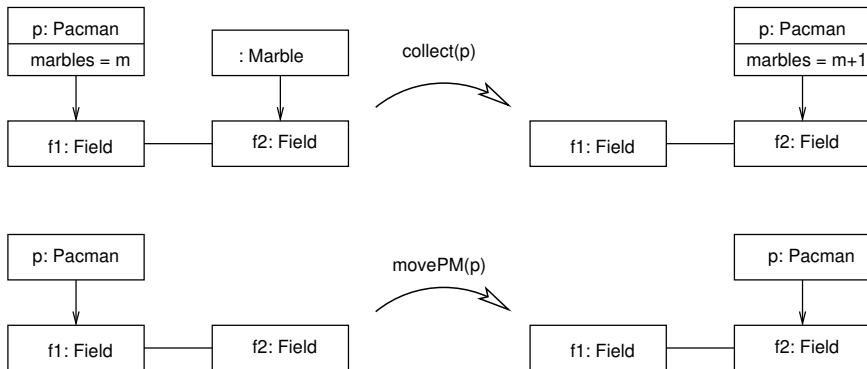 p: Pacman
marbles = m
: Marble
collect(p)
p: Pacman
marbles = m+1
f1: Field
f2: Field
f1: Field
f2: Field
p: Pacman
movePM(p)
p: Pacman
f1: Field
f2: Field
f1: Field
f2: Field